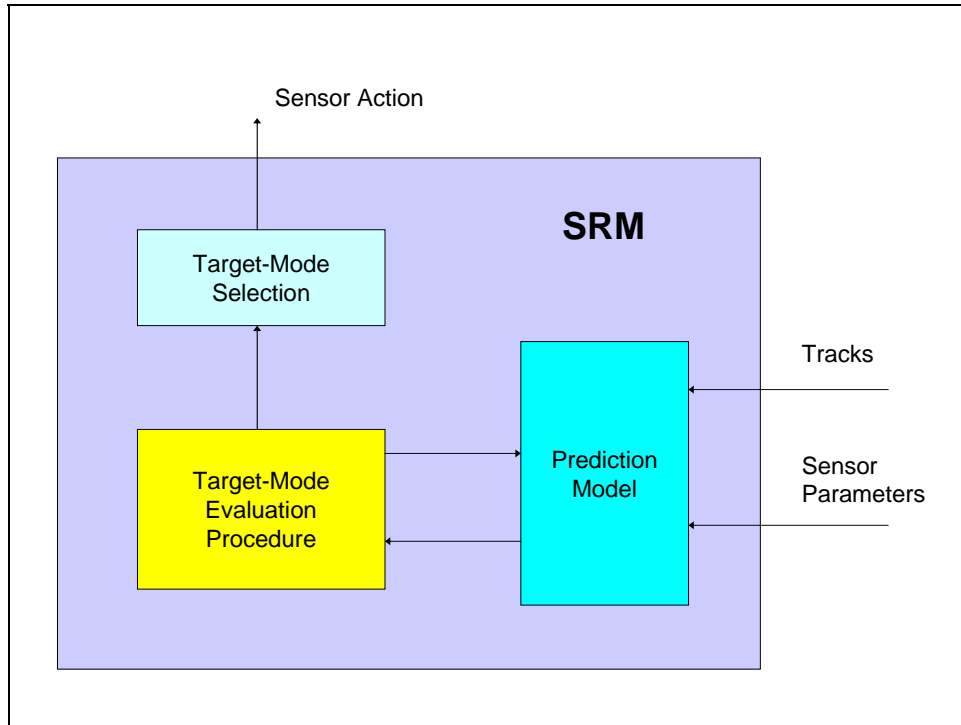 Sensor Action
SRM
Target-Mode
Selection
Tracks
Prediction
Model
Sensor
Parameters
Target-Mode
Evaluation
Procedure